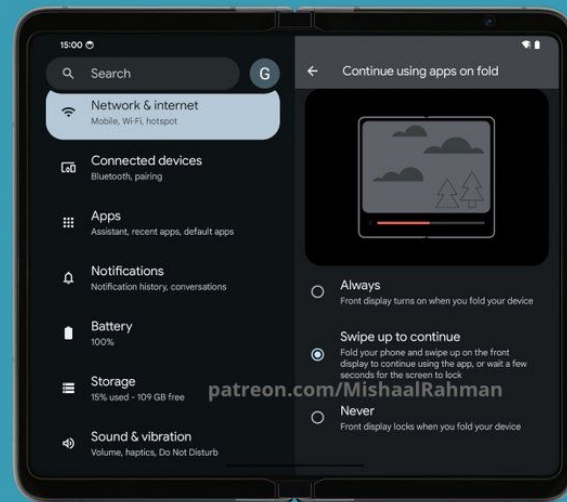 15:00
Search
G
Network & internet
Mobile, Wi-Fi, hotspot
Connected devices
Bluetooth, pairing
Apps
Assistant, recent apps, default apps
Notifications
Notification history, conversations
Battery
100%
Storage
15% used - 109 GB free
Sound & vibration
Volume, haptics, Do Not Disturb
Continue using apps on fold
Always
Front display turns on when you fold your device
Swipe up to continue
Fold your phone and swipe up on the front
display to continue using the app, or wait a few
seconds for the screen to lock
Never
Front display locks when you fold your device
patreon.com/MishaalRahman